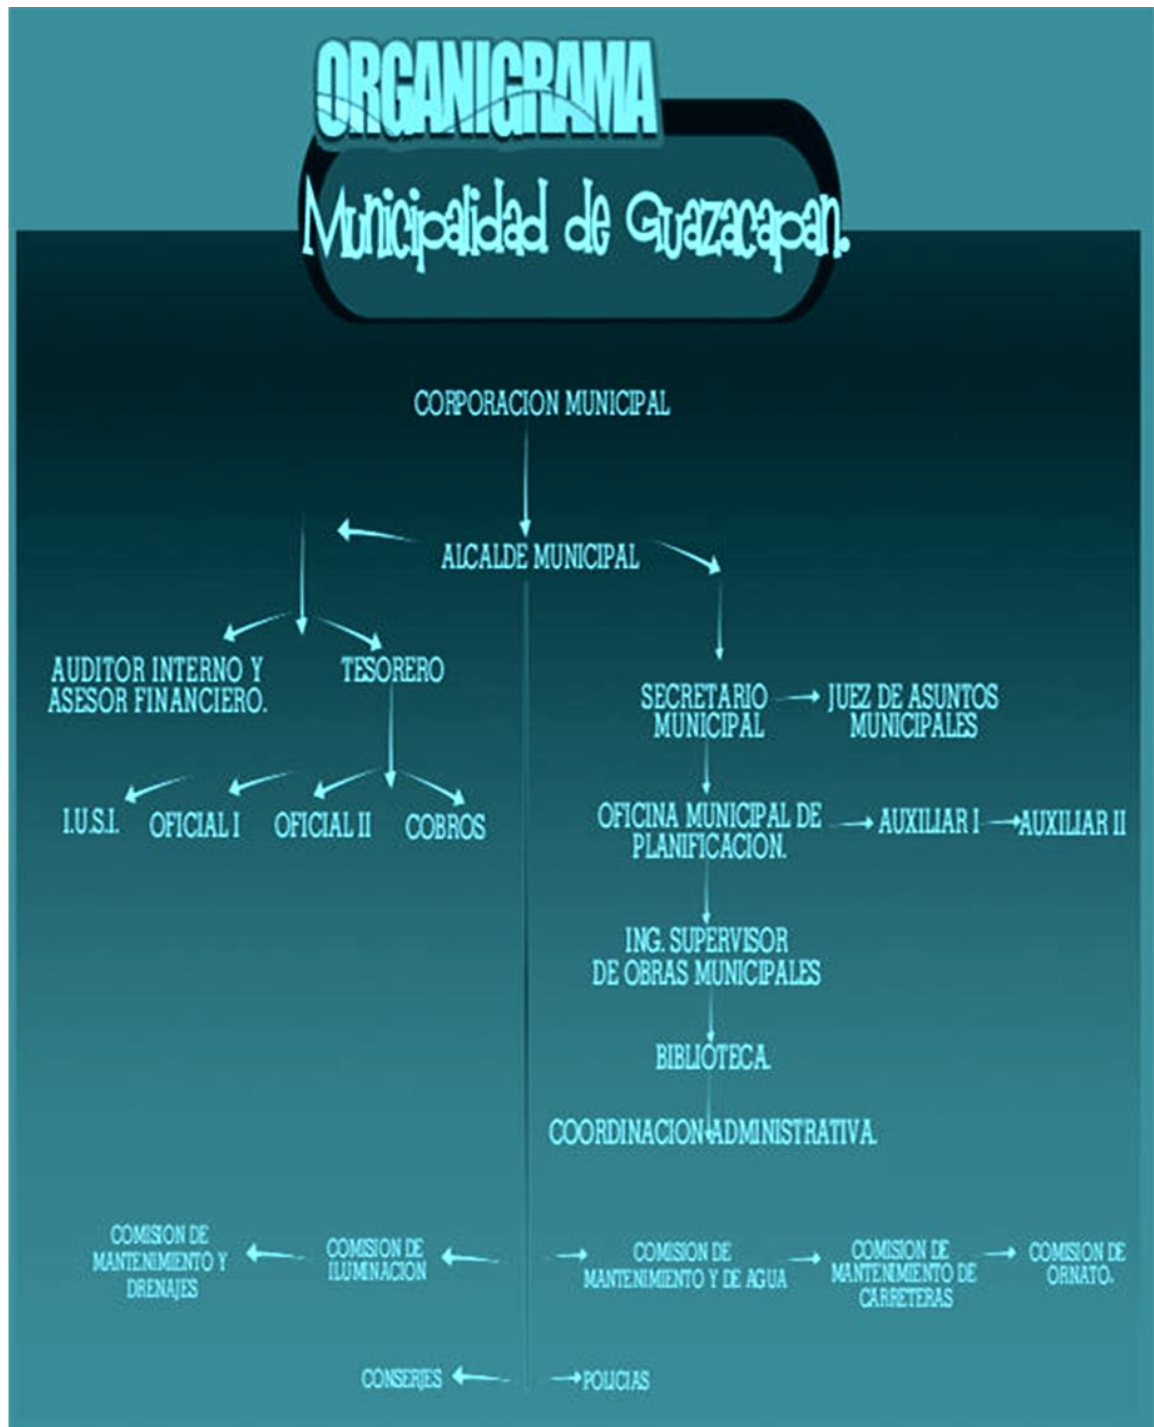 ORGANIGRAMA
Municipalidad de Guazacapan.
CORPORACION MUNICIPAL
ALCALDE MUNICIPAL
AUDITOR INTERNO Y
ASESOR FINANCIERO.
TESORERO
SECRETARIO
MUNICIPAL
JUEZ DE ASUNTOS
MUNICIPALES
I.U.S.I.
OFICIAL I
OFICIAL II
COBROS
OFICINA MUNICIPAL DE
PLANIFICACION.
AUXILIAR I
AUXILIAR II
ING. SUPERVISOR
DE OBRAS MUNICIPALES
BIBLIOTECA.
COORDINACION ADMINISTRATIVA.
COMISION DE
MANTENIMIENTO Y
DRENAJES
COMISION DE
ILUMINACION
COMISION DE
MANTENIMIENTO Y DE AGUA
COMISION DE
MANTENIMIENTO DE
CARRETERAS
COMISION DE
ORNATO.
CONSERJES
POLICIAS